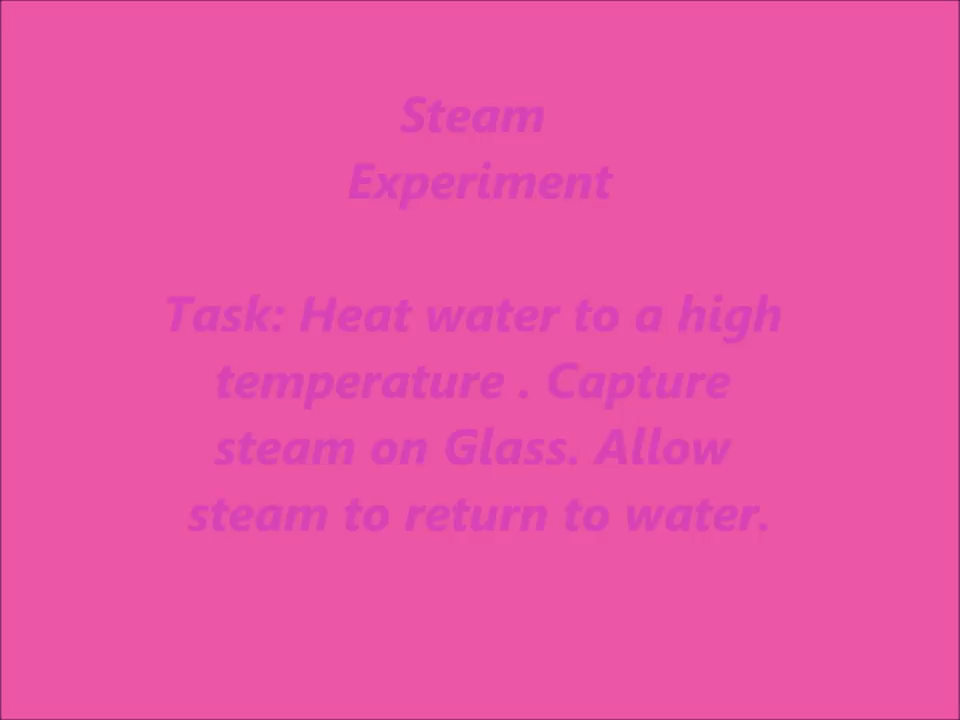 Steam
Experiment
Task: Heat water to a high
temperature . Capture
steam on Glass. Allow
steam to return to water.